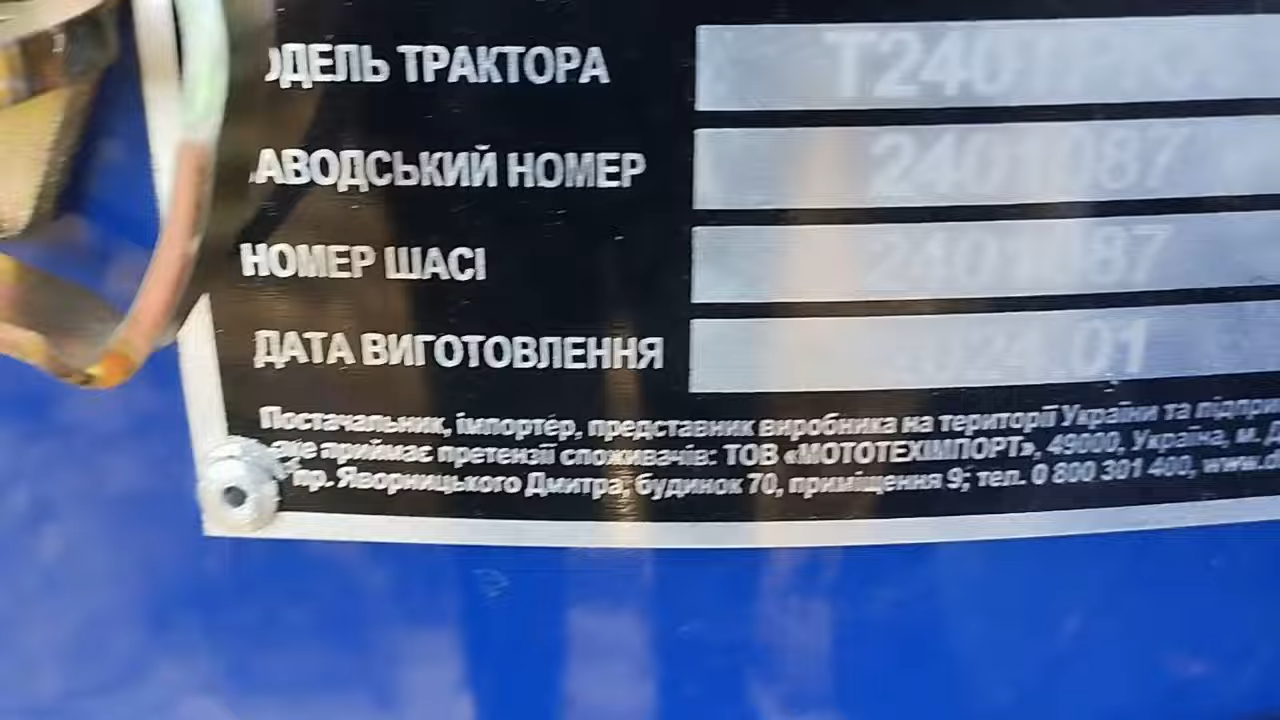 ОДЕЛЬ ТРАКТОРА
АВОДСЬКИЙ НОМЕР 2401087
НОМЕР ШАСІ 2401087
ДАТА ВИГОТОВЛЕННЯ
Постачальник, імпортер, представник виробника на території України та
приймає претензії споживачів: ТОВ «МОТОТЕХІМПОРТ», 49000, Україна, м.
пр. Яворницького Дмитра, будинок 70, приміщення 9; тел. 0 800 301 400,